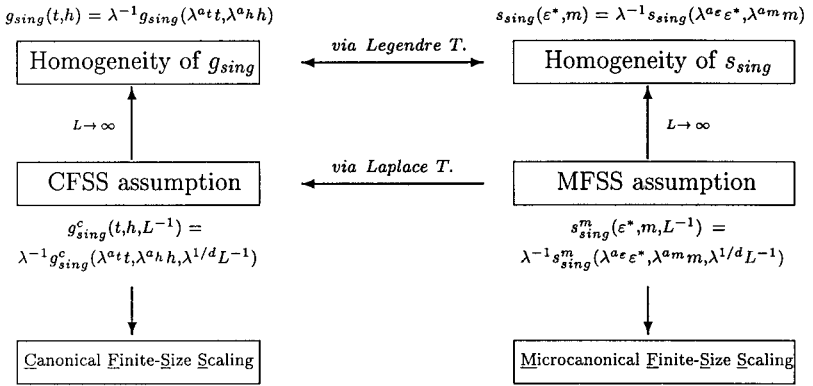 g_sing(t,h) = λ^{-1}g_sing(λ^{a_t}t,λ^{a_h}h)
s_sing(ε*,m) = λ^{-1}s_sing(λ^{a_ε}ε*,λ^{a_m}m)
Homogeneity of g_sing
via Legendre T.
Homogeneity of s_sing
L→∞
L→∞
CFSS assumption
via Laplace T.
MFSS assumption
g^c_sing(t,h,L^{-1}) =
λ^{-1}g^c_sing(λ^{a_t}t,λ^{a_h}h,λ^{1/d}L^{-1})
s^m_sing(ε*,m,L^{-1}) =
λ^{-1}s^m_sing(λ^{a_ε}ε*,λ^{a_m}m,λ^{1/d}L^{-1})
Canonical Finite-Size Scaling
Microcanonical Finite-Size Scaling